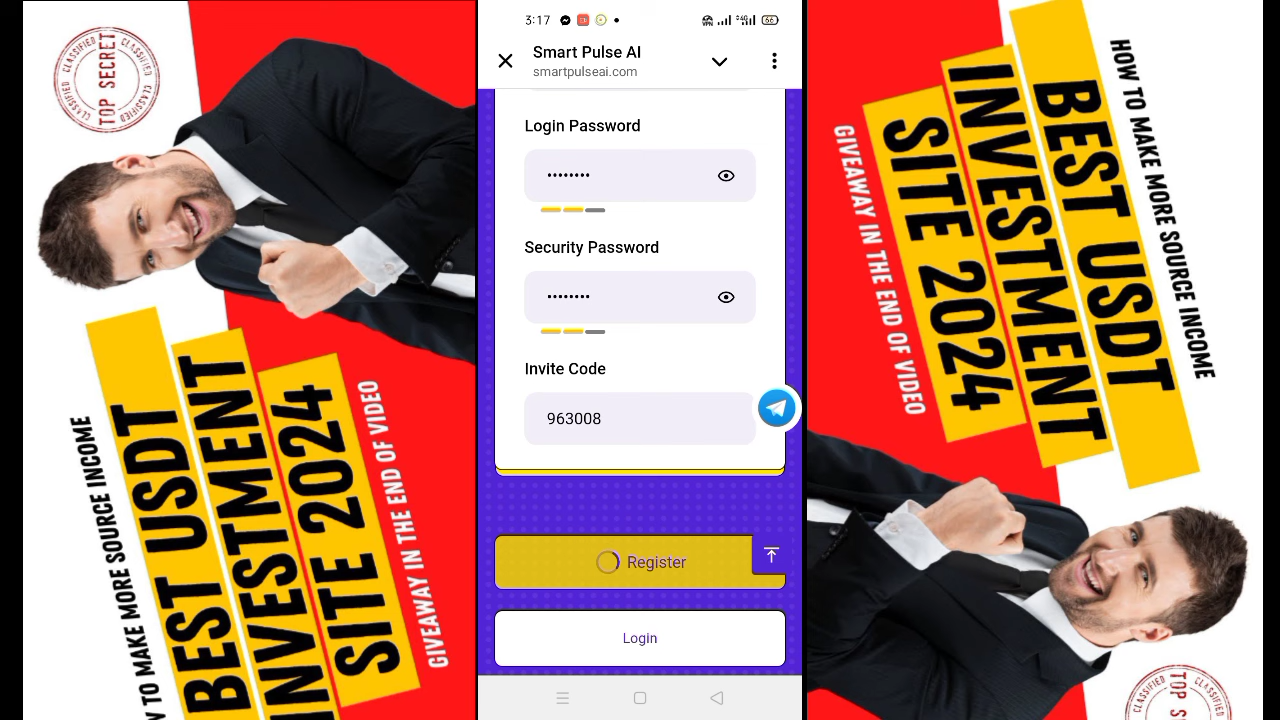 CLASSIFIED
TOP SECRET
CLASSIFIED
HOW TO MAKE MORE SOURCE INCOME
BEST USDT
INVESTMENT
SITE 2024
GIVEAWAY IN THE END OF VIDEO
3:17
66
Smart Pulse AI
smartpulseai.com
Login Password
••••••••
Security Password
••••••••
Invite Code
963008
Register
Login
HOW TO MAKE MORE SOURCE INCOME
BEST USDT
INVESTMENT
SITE 2024
GIVEAWAY IN THE END OF VIDEO
CLASSIFIED
TOP S